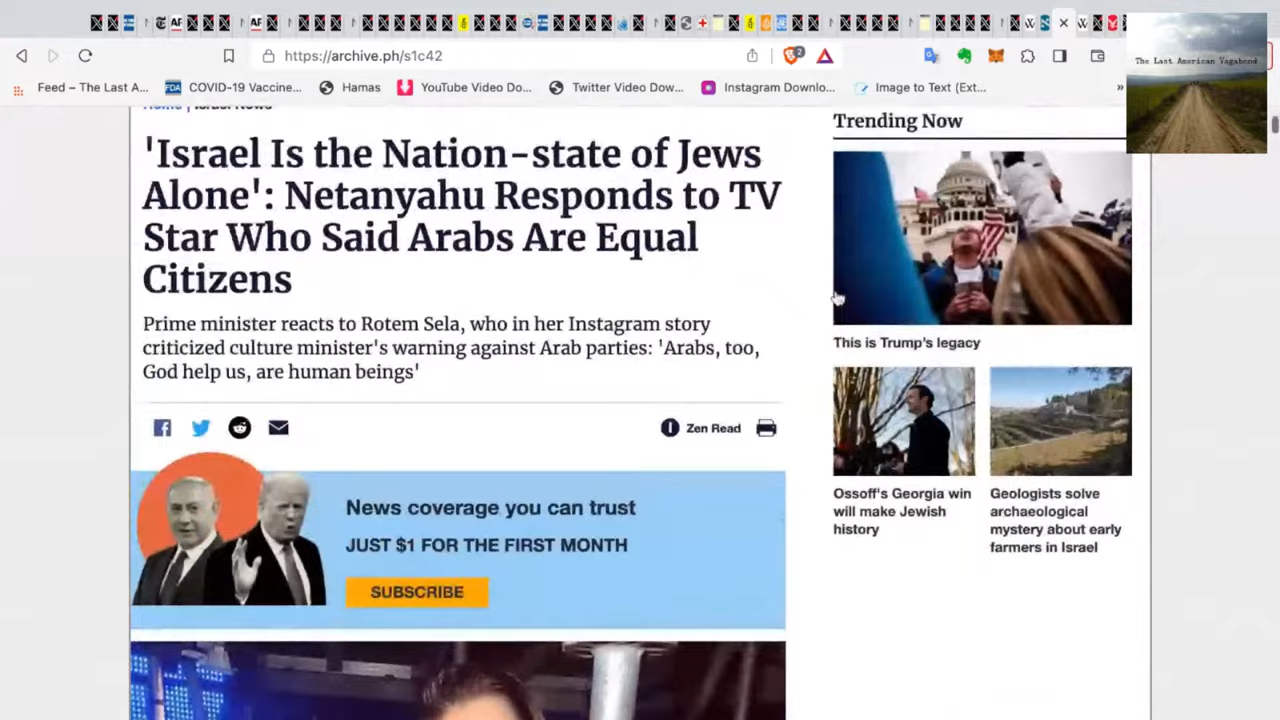 https://archive.ph/s1c42
2
The Last American Vagabond
Feed – The Last A...
FDA
COVID-19 Vaccine...
Hamas
YouTube Video Do...
Twitter Video Dow...
Instagram Downlo...
Image to Text (Ext...
»
'Israel Is the Nation-state of Jews
Alone': Netanyahu Responds to TV
Star Who Said Arabs Are Equal
Citizens
Prime minister reacts to Rotem Sela, who in her Instagram story
criticized culture minister's warning against Arab parties: 'Arabs, too,
God help us, are human beings'
Zen Read
News coverage you can trust
JUST $1 FOR THE FIRST MONTH
SUBSCRIBE
Trending Now
This is Trump's legacy
Ossoff's Georgia win
will make Jewish
history
Geologists solve
archaeological
mystery about early
farmers in Israel